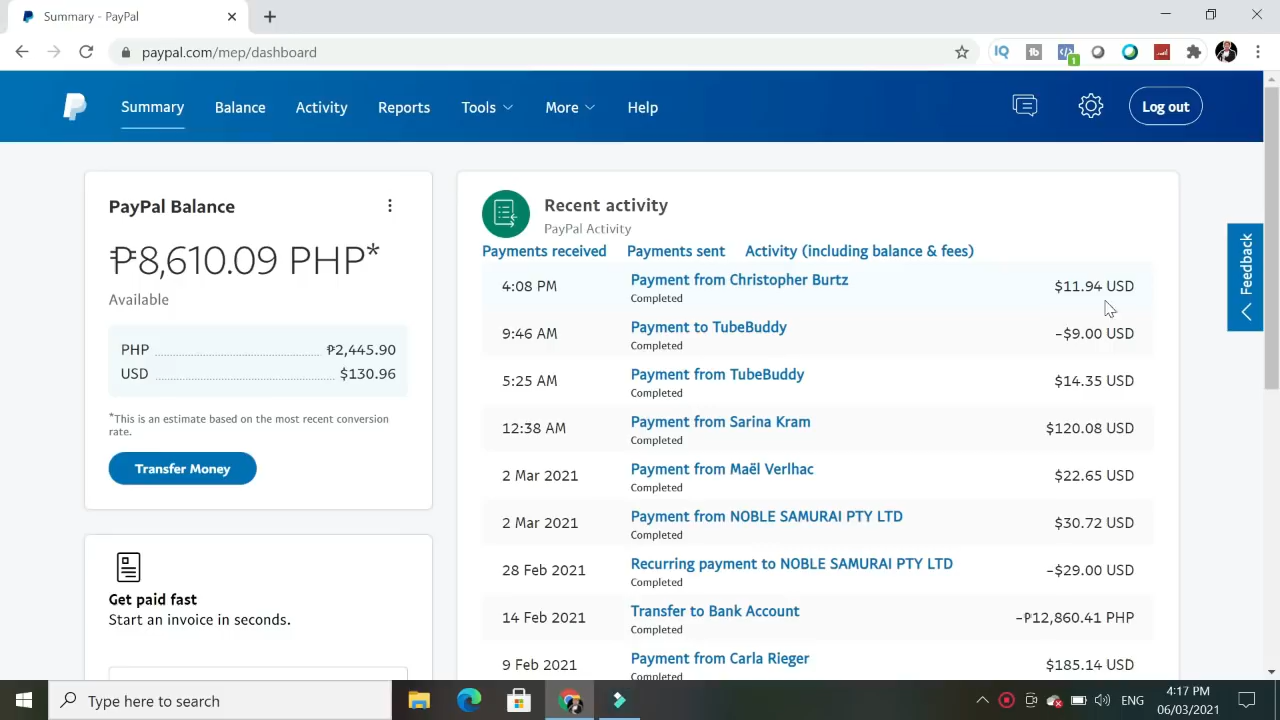 Summary - PayPal
paypal.com/mep/dashboard
1
Summary Balance Activity Reports Tools More Help Log out
PayPal Balance
₱8,610.09 PHP*
Available
PHP ₱2,445.90
USD $130.96
*This is an estimate based on the most recent conversion
rate.
Transfer Money
Get paid fast
Start an invoice in seconds.
Recent activity
PayPal Activity
Payments received Payments sent Activity (including balance & fees)
4:08 PM Payment from Christopher Burtz $11.94 USD
Completed
9:46 AM Payment to TubeBuddy -$9.00 USD
Completed
5:25 AM Payment from TubeBuddy $14.35 USD
Completed
12:38 AM Payment from Sarina Kram $120.08 USD
Completed
2 Mar 2021 Payment from Maël Verlhac $22.65 USD
Completed
2 Mar 2021 Payment from NOBLE SAMURAI PTY LTD $30.72 USD
Completed
28 Feb 2021 Recurring payment to NOBLE SAMURAI PTY LTD -$29.00 USD
Completed
14 Feb 2021 Transfer to Bank Account -₱12,860.41 PHP
Completed
9 Feb 2021 Payment from Carla Rieger $185.14 USD
Completed
Feedback
Type here to search
ENG
4:17 PM
06/03/2021